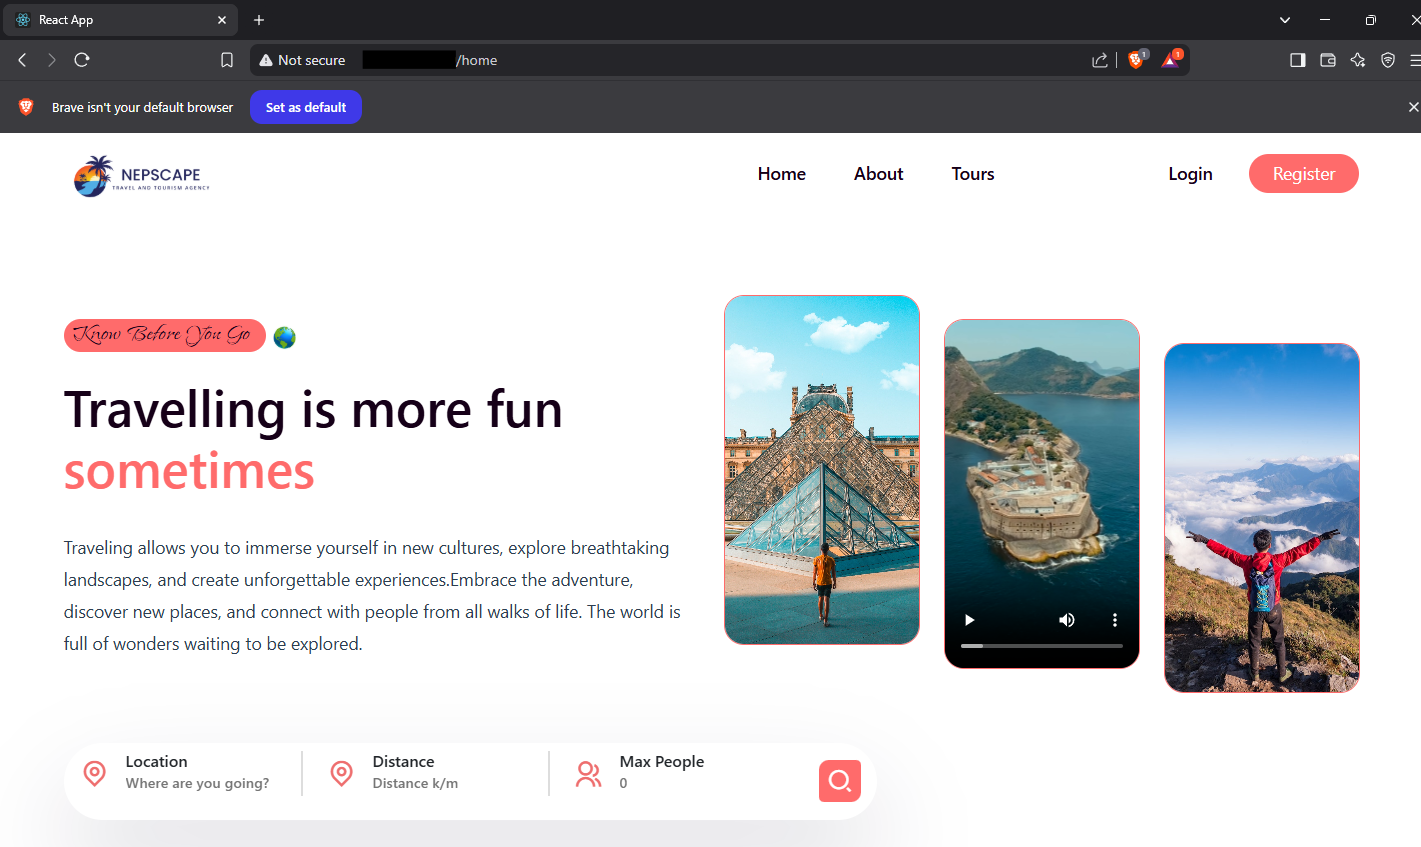 React App
Not secure
/home
1
1
Brave isn't your default browser
Set as default
NEPSCAPE
TRAVEL AND TOURISM AGENCY
Home
About
Tours
Login
Register
Know Before You Go
Travelling is more fun
sometimes
Traveling allows you to immerse yourself in new cultures, explore breathtaking
landscapes, and create unforgettable experiences.Embrace the adventure,
discover new places, and connect with people from all walks of life. The world is
full of wonders waiting to be explored.
Location
Where are you going?
Distance
Distance k/m
Max People
0